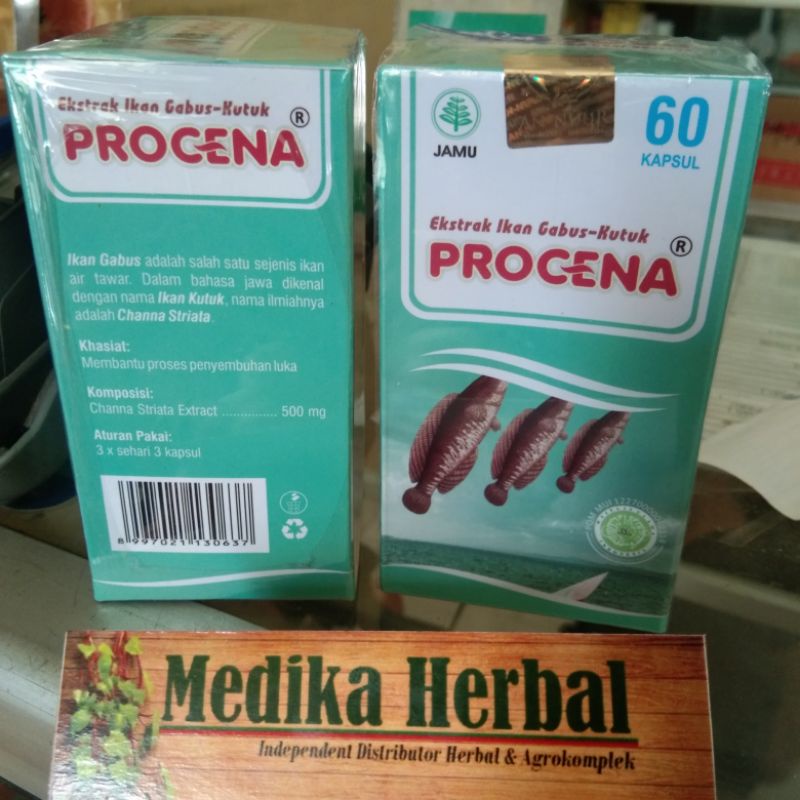 Ekstrak Ikan Gabus-Kutuk
PROCENA®
Ikan Gabus adalah salah satu sejenis ikan
air tawar. Dalam bahasa jawa dikenal
dengan nama Ikan Kutuk, nama ilmiahnya
adalah Channa Striata.
Khasiat:
Membantu proses penyembuhan luka
Komposisi:
Channa Striata Extract .............. 500 mg
Aturan Pakai:
3 x sehari 3 kapsul
8 997021 130637
JAMU
60
KAPSUL
Ekstrak Ikan Gabus-Kutuk
PROCENA®
Medika Herbal
Independent Distributor Herbal & Agrokomplek